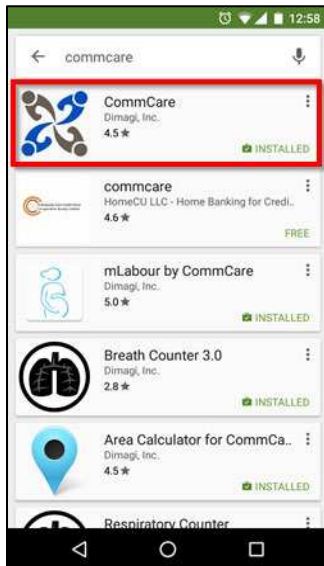 12:58
commcare
CommCare
Dimagi, Inc.
4.5★
INSTALLED
commcare
HomeCU LLC - Home Banking for Credi..
4.6★
FREE
mLabour by CommCare
Dimagi, Inc.
5.0★
INSTALLED
Breath Counter 3.0
Dimagi, Inc.
2.8★
INSTALLED
Area Calculator for CommCa..
Dimagi, Inc.
4.5★
INSTALLED
Respiratory Counter